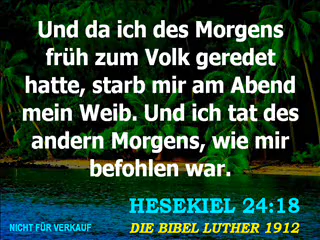 Und da ich des Morgens
früh zum Volk geredet
hatte, starb mir am Abend
mein Weib. Und ich tat des
andern Morgens, wie mir
befohlen war.
HESEKIEL 24:18
NICHT FÜR VERKAUF
DIE BIBEL LUTHER 1912